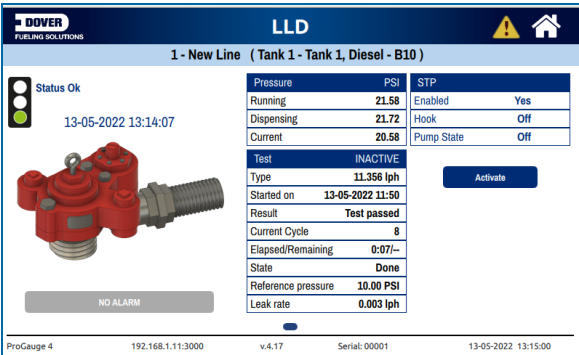 DOVER
FUELING SOLUTIONS
LLD
1 - New Line ( Tank 1 - Tank 1, Diesel - B10 )
Status Ok
13-05-2022 13:14:07
NO ALARM
Pressure PSI
Running 21.58
Dispensing 21.72
Current 20.58
Test INACTIVE
Type 11.356 lph
Started on 13-05-2022 11:50
Result Test passed
Current Cycle 8
Elapsed/Remaining 0:07/--
State Done
Reference pressure 10.00 PSI
Leak rate 0.003 lph
STP
Enabled Yes
Hook Off
Pump State Off
Activate
ProGauge 4 192.168.1.11:3000 v.4.17 Serial: 00001 13-05-2022 13:15:00